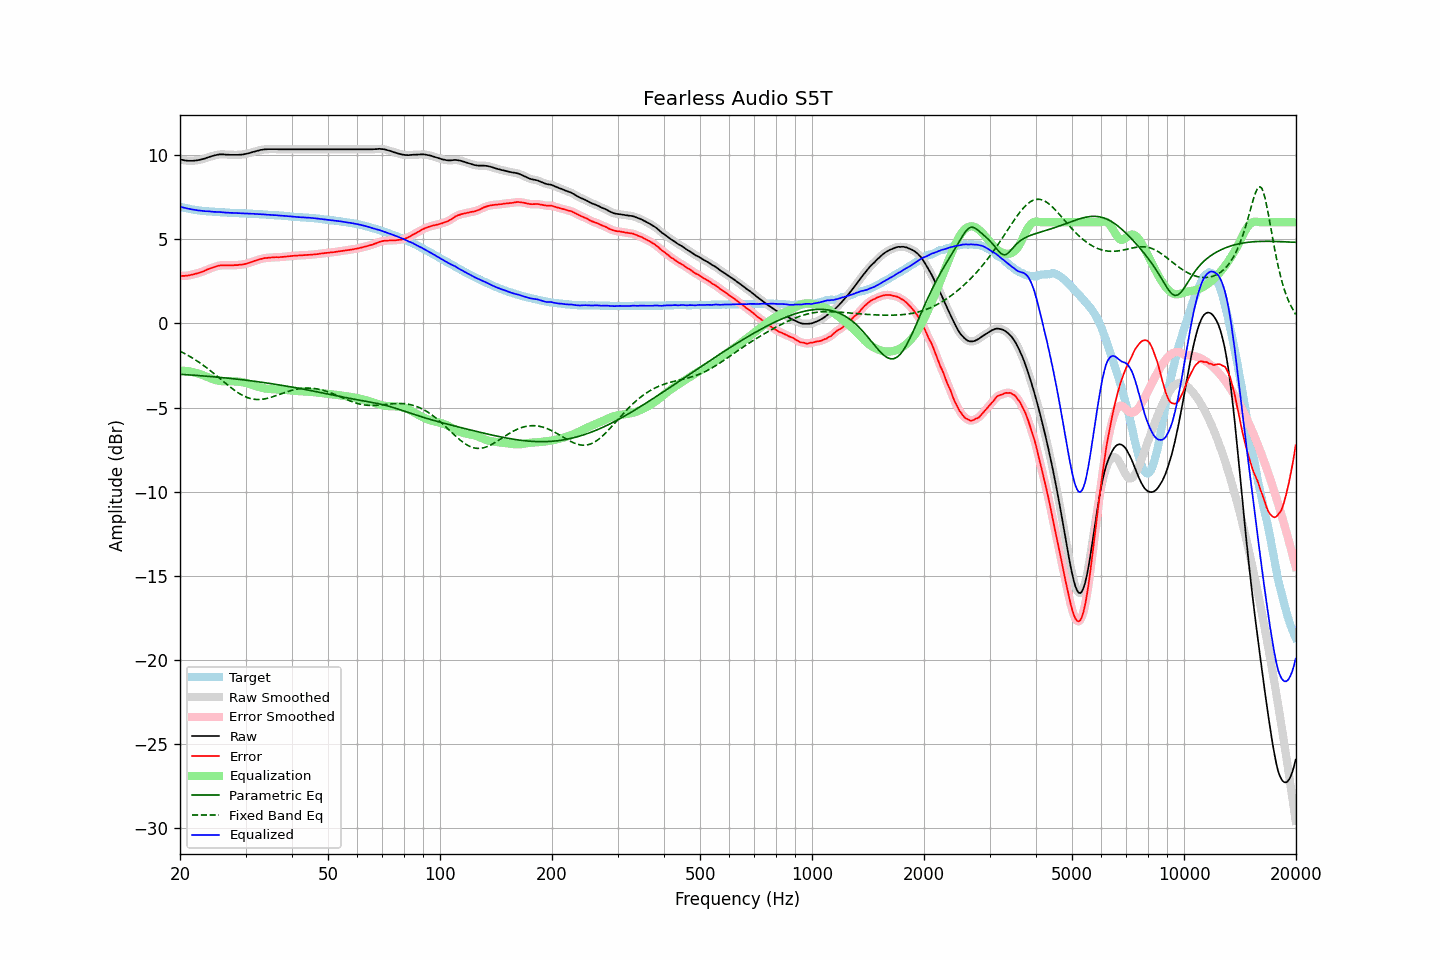 Fearless Audio S5T
Amplitude (dBr)
10
5
0
−5
−10
−15
−20
−25
−30
Target
Raw Smoothed
Error Smoothed
Raw
Error
Equalization
Parametric Eq
Fixed Band Eq
Equalized
20 50 100 200 500 1000 2000 5000 10000 20000
Frequency (Hz)